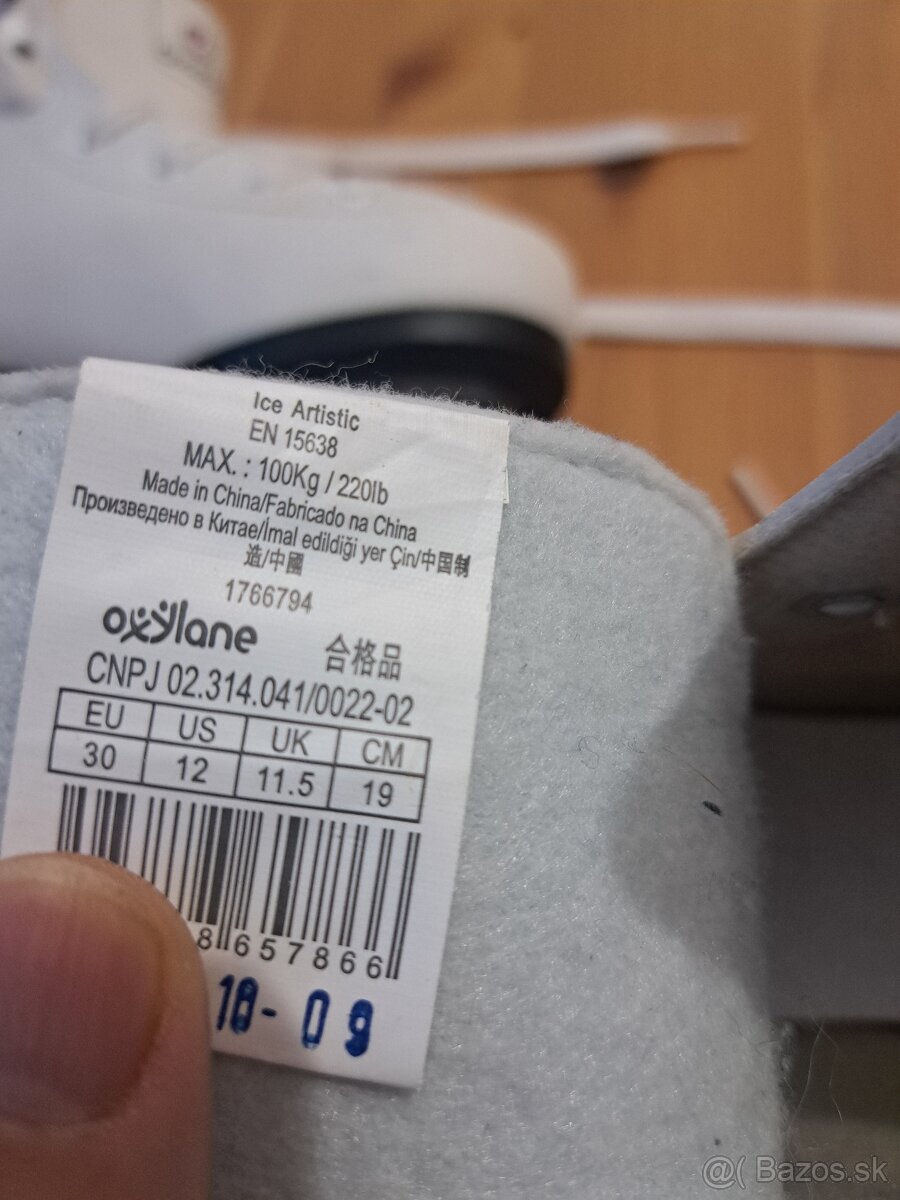 Ice Artistic
EN 15638
MAX. : 100Kg / 220lb
Made in China/Fabricado na China
Произведено в Китае/İmal edildiği yer Çin/中国制
造/中國
1766794
oxylane 合格品
CNPJ 02.314.041/0022-02
EU US UK CM
30 12 11.5 19
8657866
10-09
@( Bazos.sk